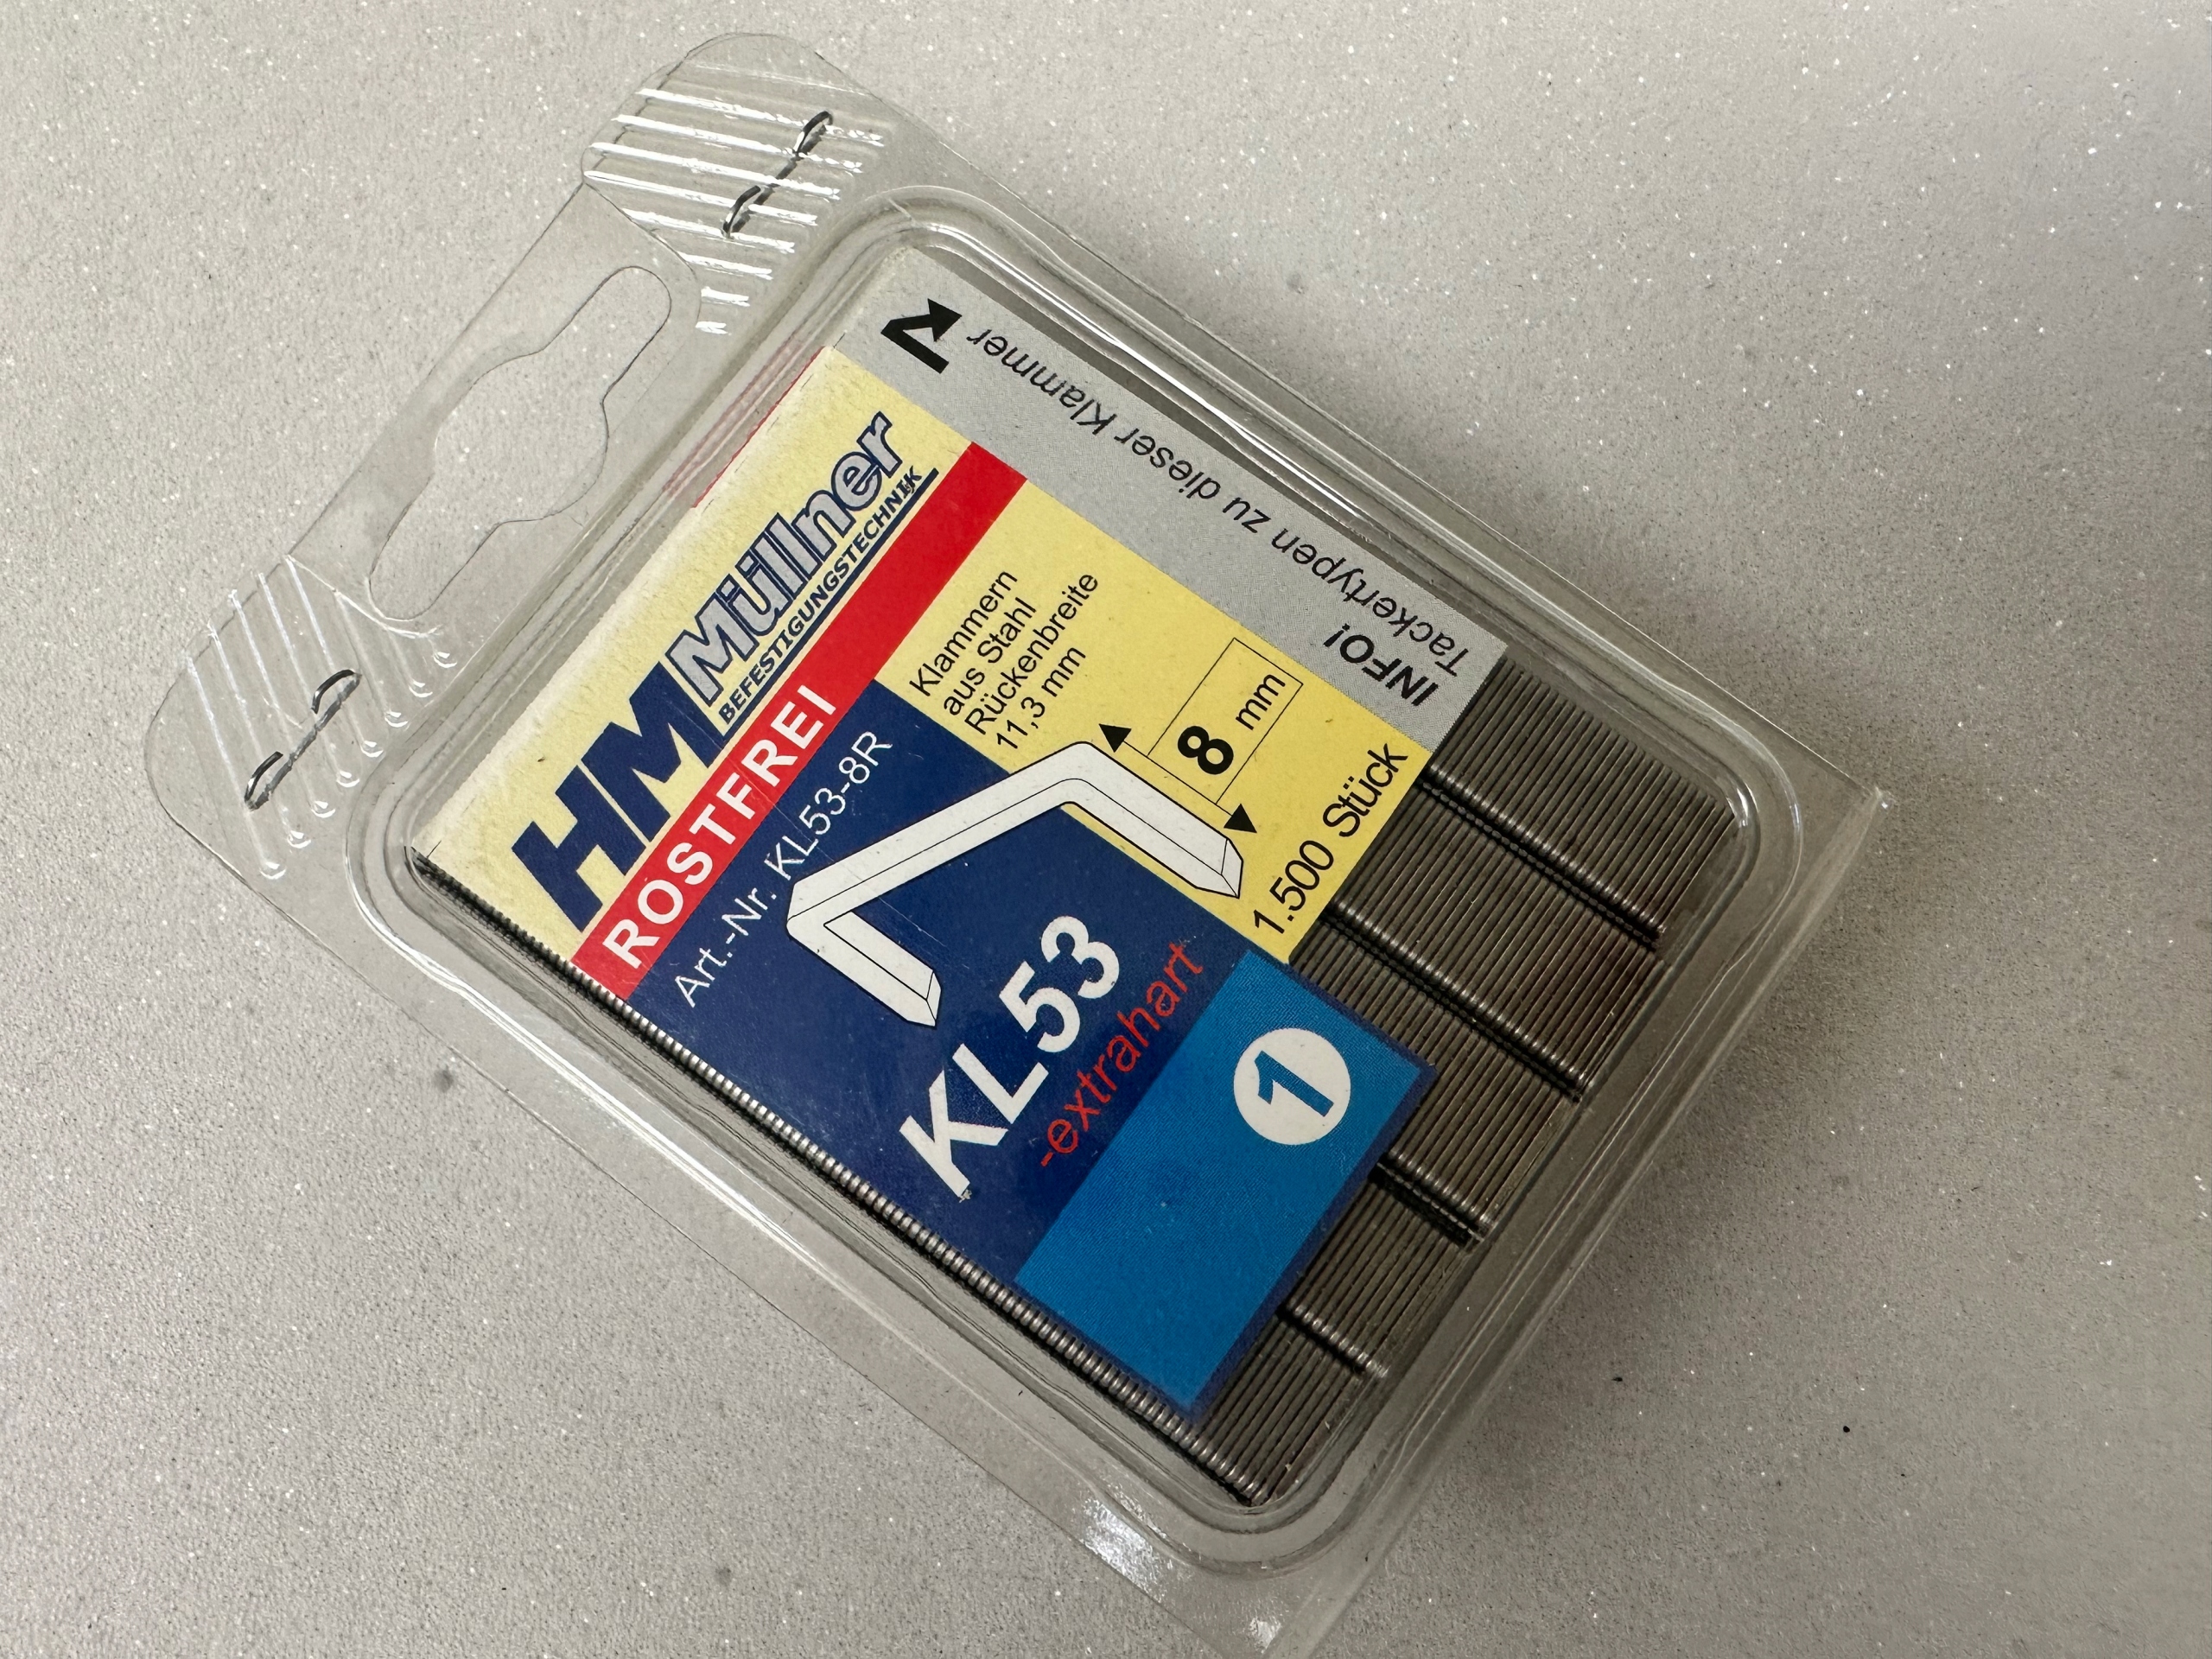 HM Müllner
BEFESTIGUNGSTECHNIK
ROSTFREI
Art.-Nr. KL53-8R
Klammern
aus Stahl
Rückenbreite
11,3 mm
8 mm
KL53
-extrahart
1.500 Stück
1
INFO!
Tackertypen zu dieser Klammer